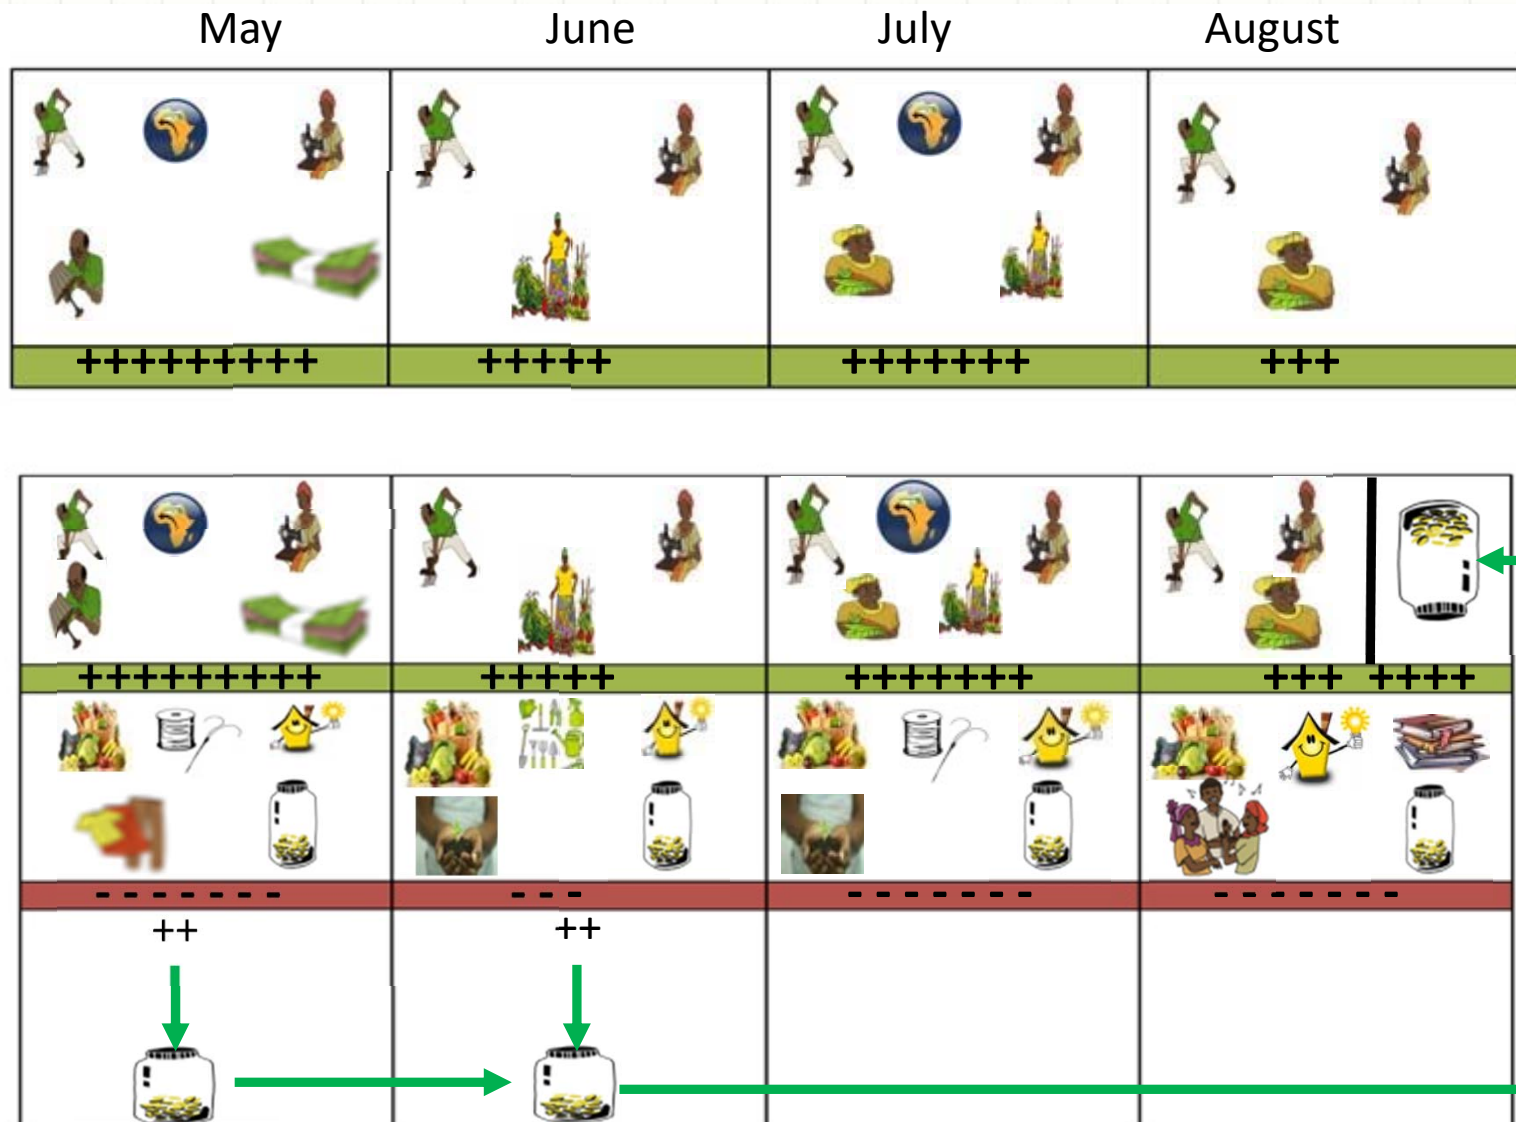 May June July August
+++++++++ +++++ +++++++ +++
+++++++++ +++++ +++++++ +++ ++++
- - - - - - - - - - - - - - - - - - - - - - - -
++ ++